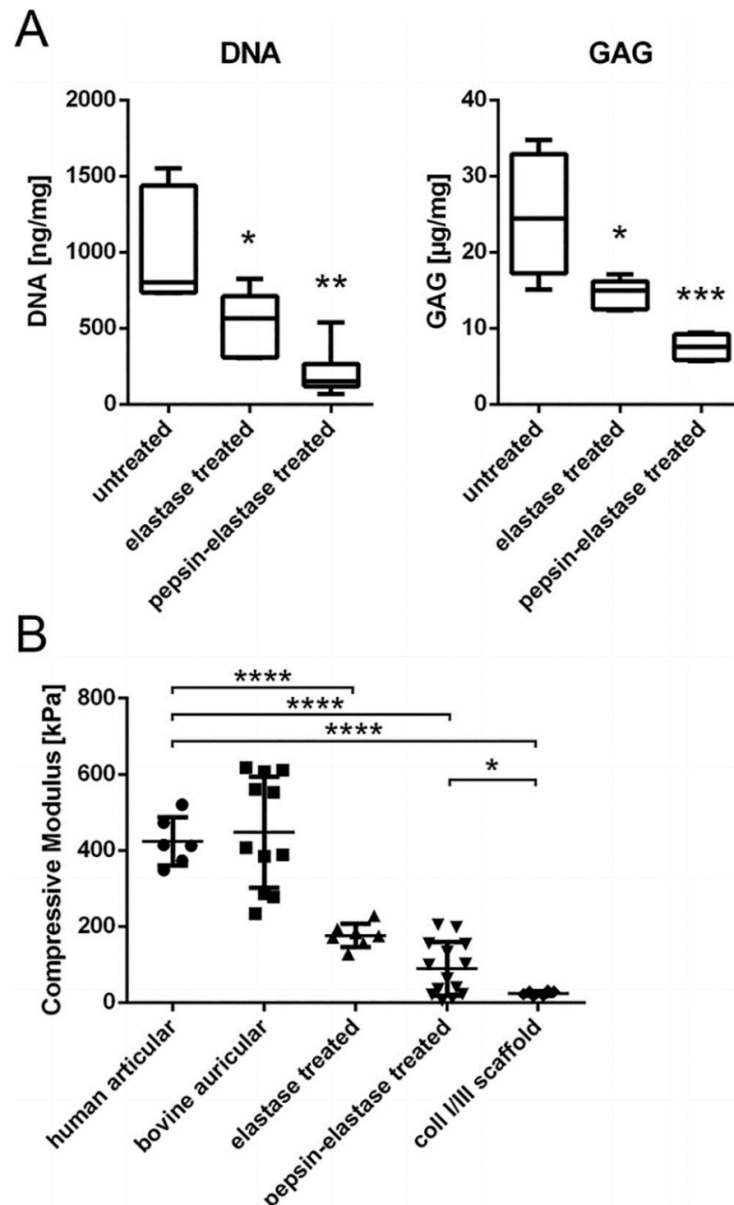 A
DNA
GAG
2000
1500
1000
500
0
DNA [ng/mg]
*
**
untreated
elastase treated
pepsin-elastase treated
40
30
20
10
0
GAG [µg/mg]
*
***
untreated
elastase treated
pepsin-elastase treated
B
****
****
****
*
800
600
400
200
0
Compressive Modulus [kPa]
human articular
bovine auricular
elastase treated
pepsin-elastase treated
coll I/III scaffold